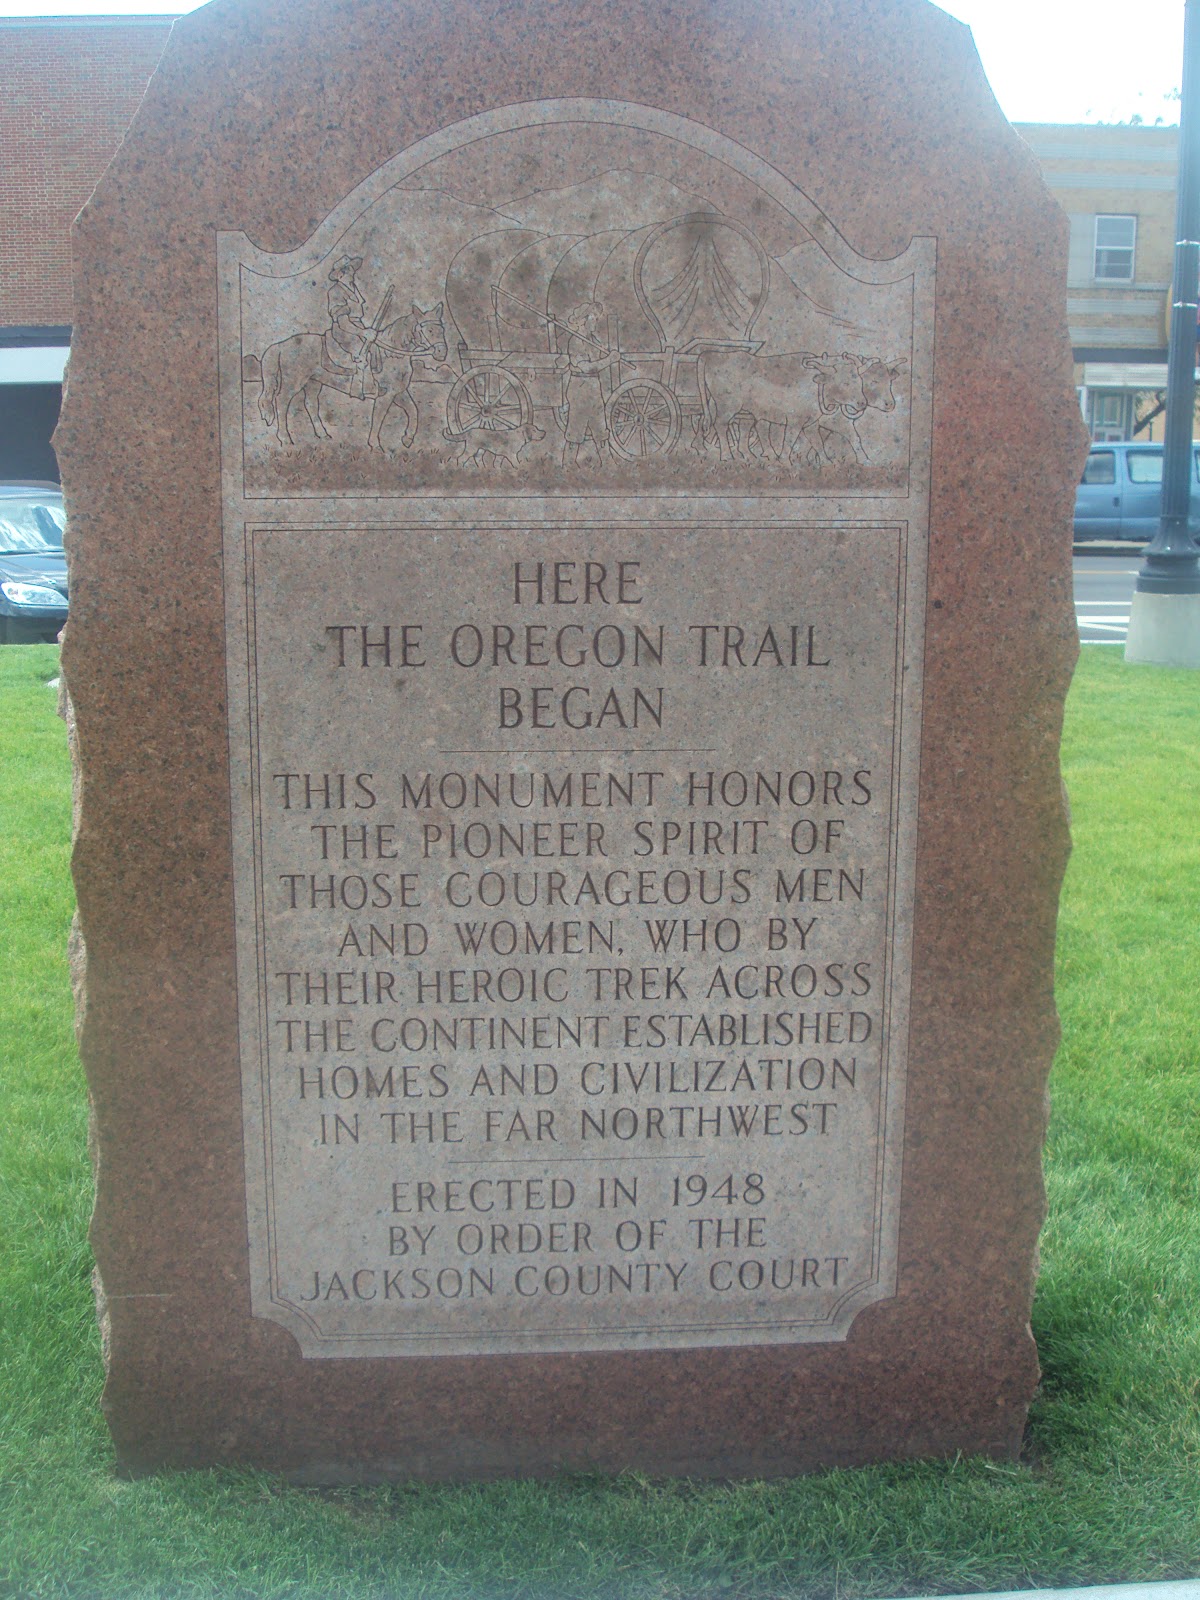 HERE
THE OREGON TRAIL
BEGAN
THIS MONUMENT HONORS
THE PIONEER SPIRIT OF
THOSE COURAGEOUS MEN
AND WOMEN, WHO BY
THEIR HEROIC TREK ACROSS
THE CONTINENT ESTABLISHED
HOMES AND CIVILIZATION
IN THE FAR NORTHWEST
ERECTED IN 1948
BY ORDER OF THE
JACKSON COUNTY COURT